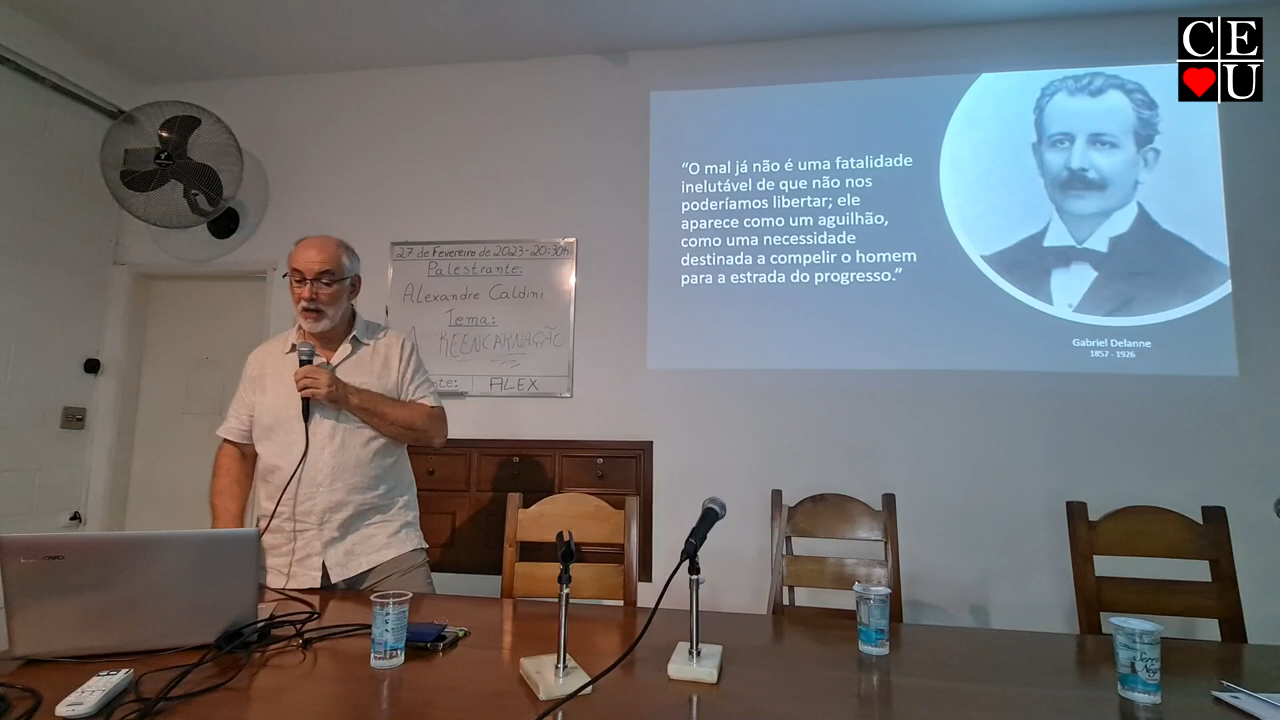 C E
U
27 de Fevereiro de 2023-20:30h
Palestrante:
Alexandre Caldini
Tema:
A REENCARNAÇÃO
nte: ALEX
“O mal já não é uma fatalidade
inelutável de que não nos
poderíamos libertar; ele
aparece como um aguilhão,
como uma necessidade
destinada a compelir o homem
para a estrada do progresso.”
Gabriel Delanne
1857 - 1926